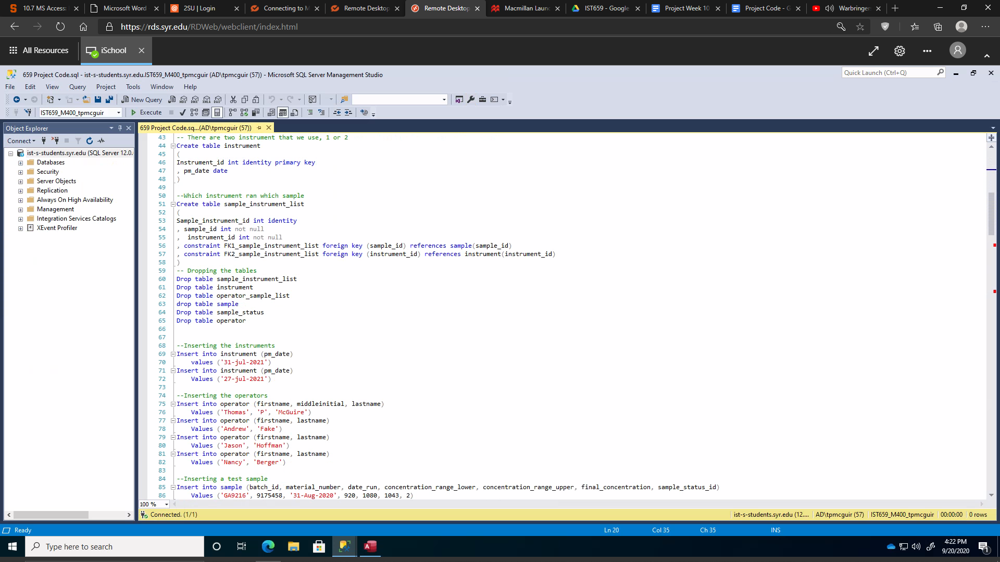 10.7 MS Access:
Microsoft Word
2SU | Login
Connecting to M
Remote Desktop
Remote Desktop
Macmillan Laun
IST659 - Google
Project Week 10
Project Code - G
Warbringer
https://rds.syr.edu/RDWeb/webclient/index.html
All Resources
iSchool
659 Project Code.sql - ist-s-students.syr.edu.IST659_M400_tpmcguir (AD\tpmcguir (57)) - Microsoft SQL Server Management Studio
Quick Launch (Ctrl+Q)
File Edit View Query Project Tools Window Help
New Query
IST659_M400_tpmcguir
Execute
Object Explorer
Connect
ist-s-students.syr.edu (SQL Server 12.0.
Databases
Security
Server Objects
Replication
Always On High Availability
Management
Integration Services Catalogs
XEvent Profiler
659 Project Code.sq...(AD\tpmcguir (57))
43 -- There are two instrument that we use, 1 or 2
44 Create table instrument
45 (
46 Instrument_id int identity primary key
47 , pm_date date
48 )
49
50 --Which instrument ran which sample
51 Create table sample_instrument_list
52 (
53 Sample_instrument_id int identity
54 , sample_id int not null
55 ,  instrument_id int not null
56 , constraint FK1_sample_instrument_list foreign key (sample_id) references sample(sample_id)
57 , constraint FK2_sample_instrument_list foreign key (instrument_id) references instrument(instrument_id)
58 )
59 -- Dropping the tables
60 Drop table sample_instrument_list
61 Drop table instrument
62 Drop table operator_sample_list
63 drop table sample
64 Drop table sample_status
65 Drop table operator
66
67
68 --Inserting the instruments
69 Insert into instrument (pm_date)
70 values ('31-jul-2021')
71 Insert into instrument (pm_date)
72 Values ('27-jul-2021')
73
74 --Inserting the operators
75 Insert into operator (firstname, middleinitial, lastname)
76 Values ('Thomas', 'P', 'McGuire')
77 Insert into operator (firstname, lastname)
78 Values ('Andrew', 'Fake')
79 Insert into operator (firstname, lastname)
80 Values ('Jason', 'Hoffman')
81 Insert into operator (firstname, lastname)
82 Values ('Nancy', 'Berger')
83
84 --Inserting a test sample
85 Insert into sample (batch_id, material_number, date_run, concentration_range_lower, concentration_range_upper, final_concentration, sample_status_id)
86 Values ('GA9216', 9175458, '31-Aug-2020', 920, 1080, 1043, 2)
100 %
Connected. (1/1)
ist-s-students.syr.edu (12.... AD\tpmcguir (57) IST659_M400_tpmcguir 00:00:00 0 rows
Ready
Ln 20 Col 35 Ch 35 INS
Type here to search
4:22 PM
9/20/2020
1